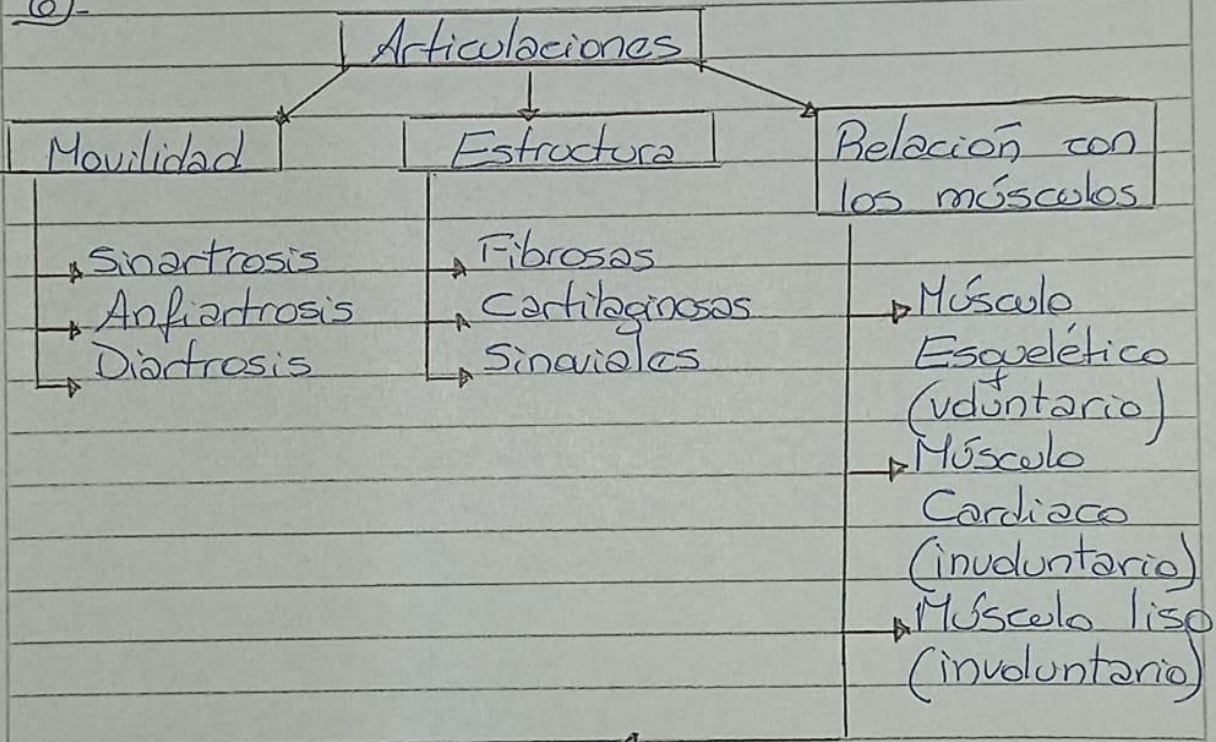 6)-
Articulaciones
Movilidad
Sinartrosis
Anfiartrosis
Diartrosis
Estructura
Fibrosas
Cartilaginosas
Sinoviales
Relación con
los músculos
Músculo
Esquelético
(voluntario)
Músculo
Cardiaco
(involuntario)
Músculo liso
(involuntario)